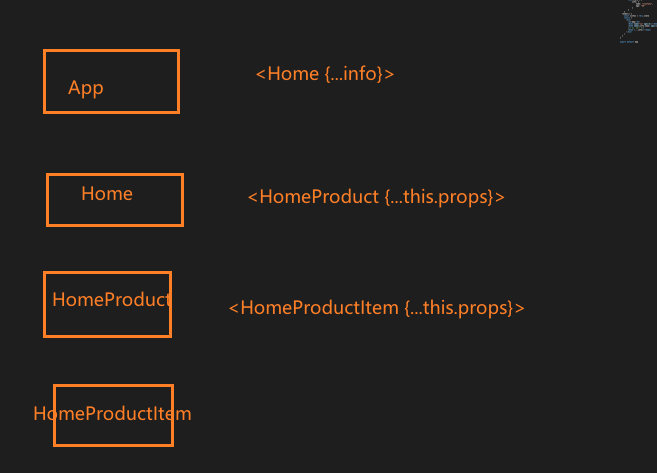 App
<Home {...info}>
Home
<HomeProduct {...this.props}>
HomeProduct
<HomeProductItem {...this.props}>
HomeProductItem